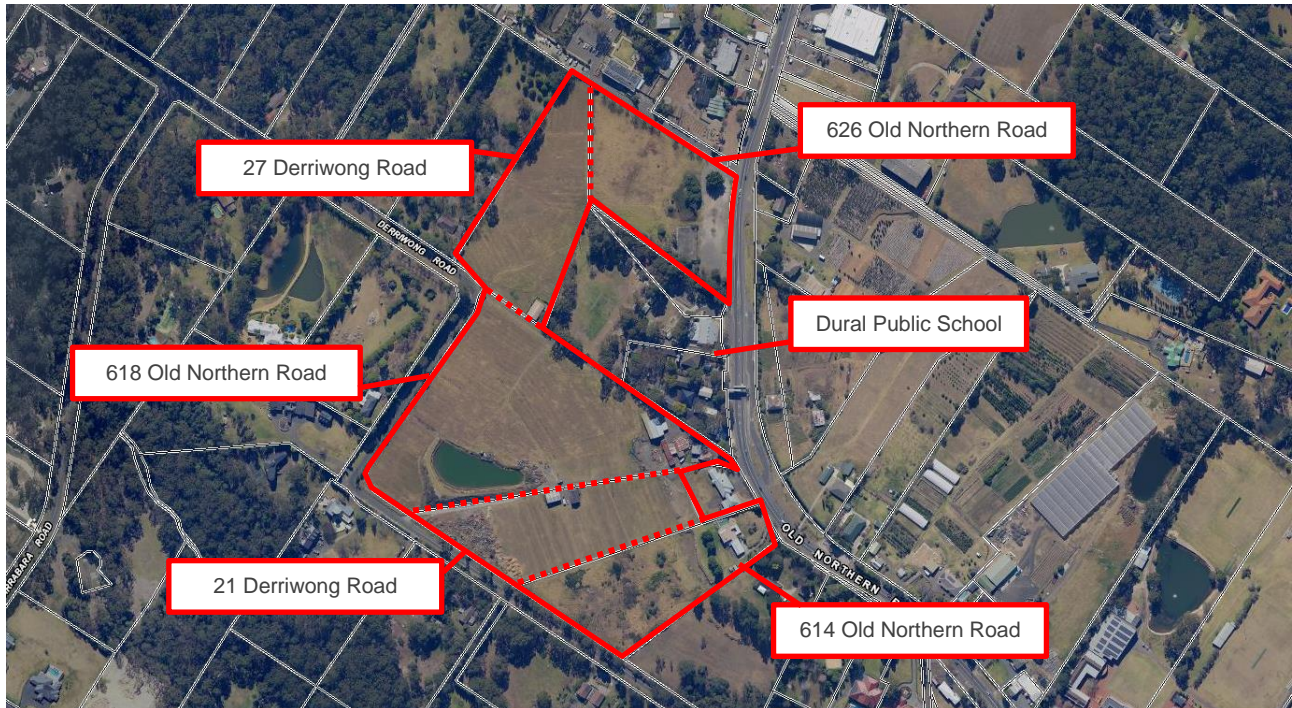 626 Old Northern Road
27 Derriwong Road
DERRIWONG ROAD
Dural Public School
618 Old Northern Road
OLD NORTHERN
21 Derriwong Road
614 Old Northern Road